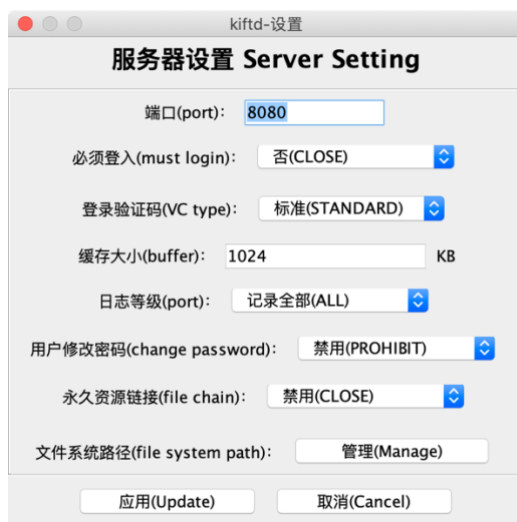 kiftd-设置
服务器设置 Server Setting
端口(port): 8080
必须登入(must login): 否(CLOSE)
登录验证码(VC type): 标准(STANDARD)
缓存大小(buffer): 1024 KB
日志等级(port): 记录全部(ALL)
用户修改密码(change password): 禁用(PROHIBIT)
永久资源链接(file chain): 禁用(CLOSE)
文件系统路径(file system path): 管理(Manage)
应用(Update) 取消(Cancel)